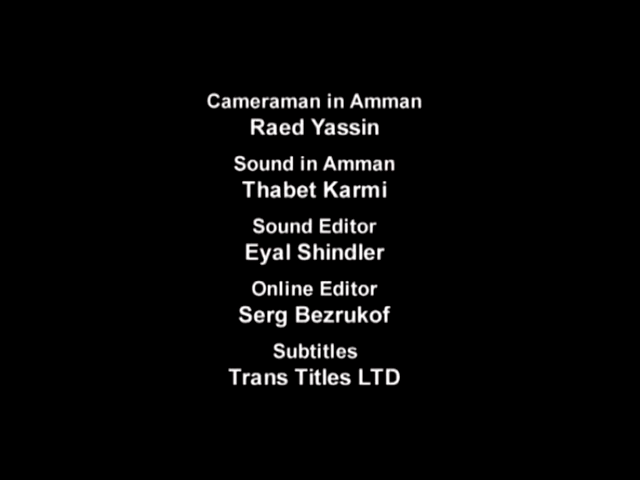 Cameraman in Amman
Raed Yassin
Sound in Amman
Thabet Karmi
Sound Editor
Eyal Shindler
Online Editor
Serg Bezrukof
Subtitles
Trans Titles LTD